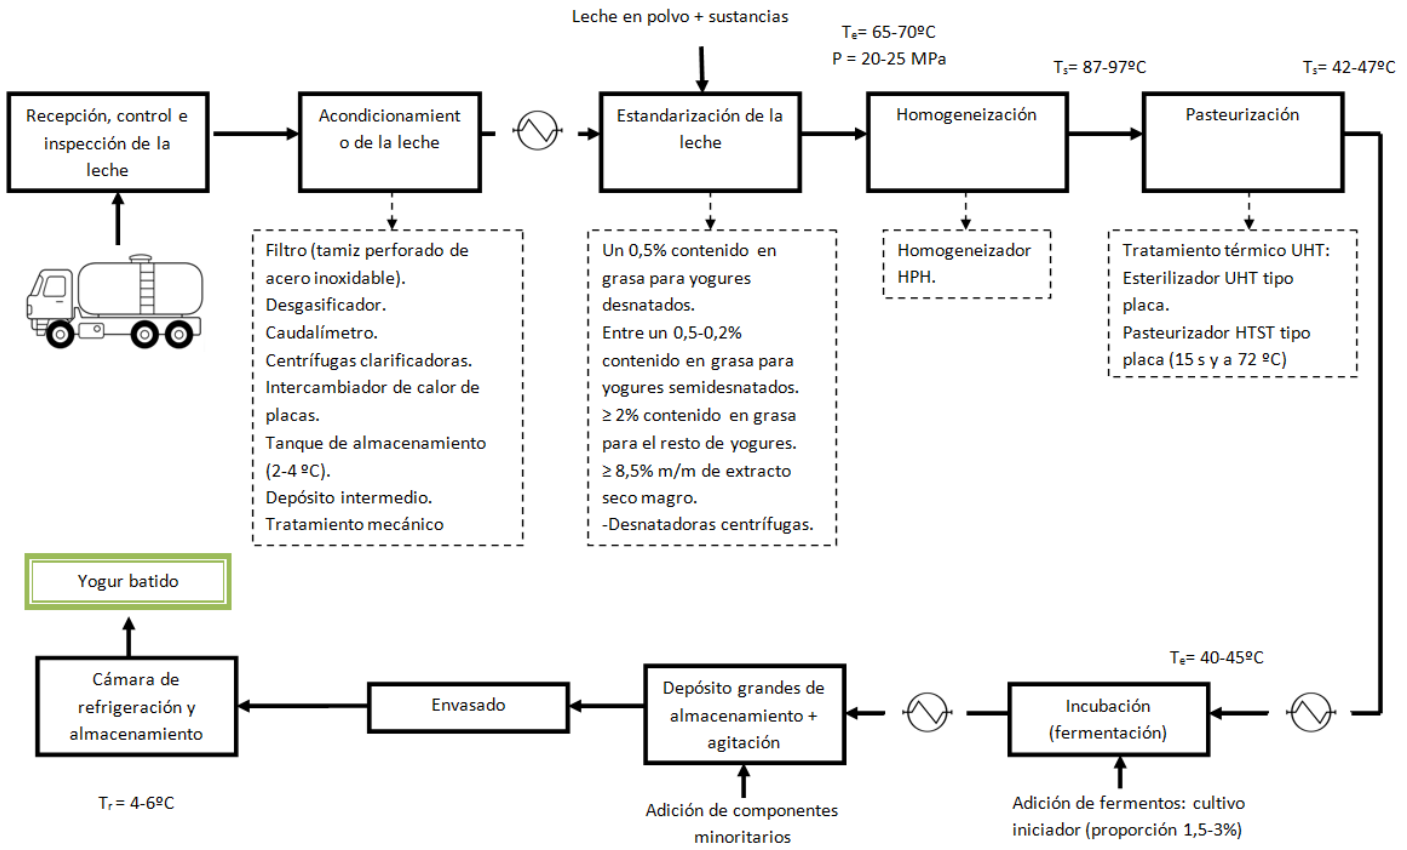 Leche en polvo + sustancias
Tₑ= 65-70ºC
P = 20-25 MPa
Tₛ= 87-97ºC
Tₛ= 42-47ºC
Recepción, control e
inspección de la
leche
Acondicionamient
o de la leche
Estandarización de la
leche
Homogeneización
Pasteurización
Filtro (tamiz perforado de
acero inoxidable).
Desgasificador.
Caudalímetro.
Centrífugas clarificadoras.
Intercambiador de calor de
placas.
Tanque de almacenamiento
(2-4 ºC).
Depósito intermedio.
Tratamiento mecánico
Un 0,5% contenido en
grasa para yogures
desnatados.
Entre un 0,5-0,2%
contenido en grasa para
yogures semidesnatados.
≥ 2% contenido en grasa
para el resto de yogures.
≥ 8,5% m/m de extracto
seco magro.
-Desnatadoras centrífugas.
Homogeneizador
HPH.
Tratamiento térmico UHT:
Esterilizador UHT tipo
placa.
Pasteurizador HTST tipo
placa (15 s y a 72 ºC)
Yogur batido
Cámara de
refrigeración y
almacenamiento
Tᵣ = 4-6ºC
Envasado
Depósito grandes de
almacenamiento +
agitación
Adición de componentes
minoritarios
Tₑ= 40-45ºC
Incubación
(fermentación)
Adición de fermentos: cultivo
iniciador (proporción 1,5-3%)